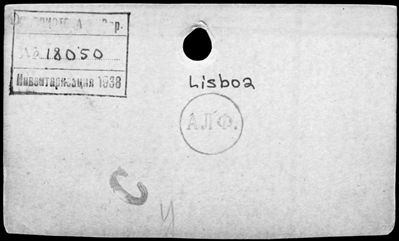 № 18050
Инвентаризация 1938
Lisboa
АЛФ.
У